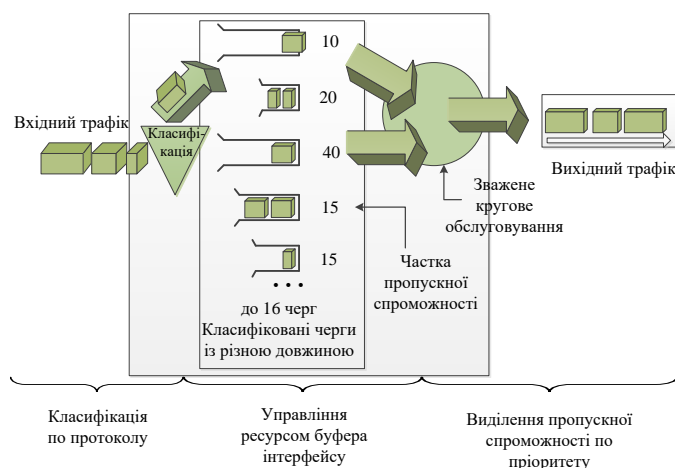 Вхідний трафік
Класифі-
кація
10
20
40
15
15
• • •
до 16 черг
Класифіковані черги
із різною довжиною
Частка
пропускної
спроможності
Зважене
кругове
обслуговування
Вихідний трафік
Класифікація
по протоколу
Управління
ресурсом буфера
інтерфейсу
Виділення пропускної
спроможності по
пріоритету